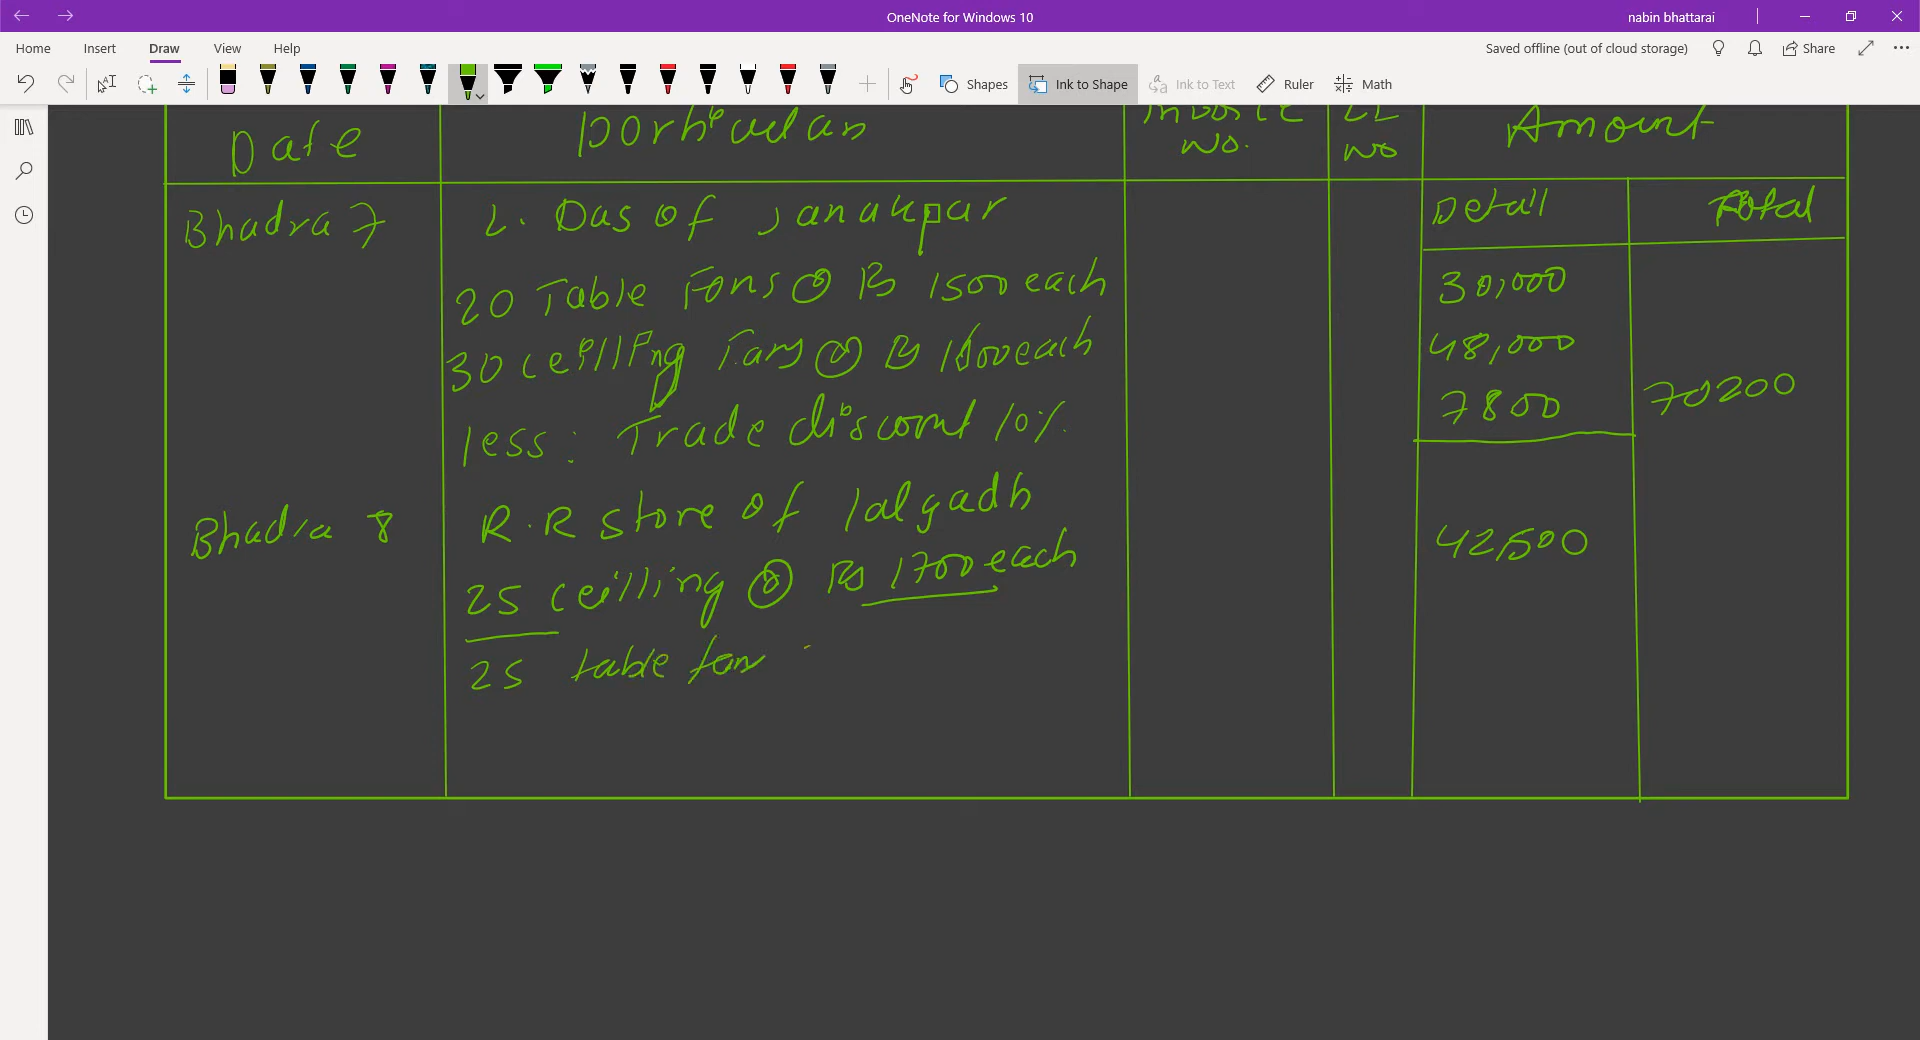 OneNote for Windows 10
nabin bhattarai
Home Insert Draw View Help
Saved offline (out of cloud storage) Share
Shapes Ink to Shape Ink to Text Ruler Math
Date Amount
No. No
Bhadra 7 L. Das of Janakpur Detail Total
20 Table Fans @ Rs 1500 each 30,000
30 ceilling Fans @ Rs 1600 each 48,000
less: Trade discount 10% 7800 70200
Bhadra 8 R.R store of lalgadh
25 ceilling @ Rs 1700 each 42,500
25 table fan